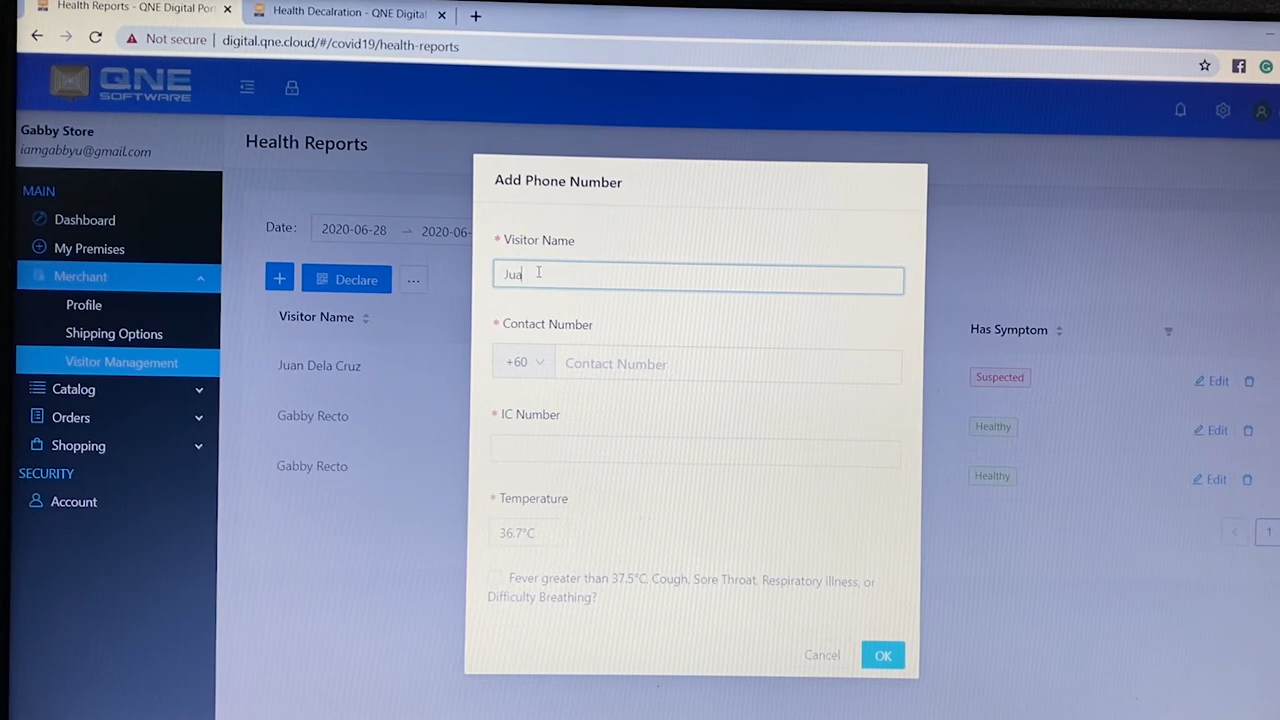 Health Reports - QNE Digital Por
Health Decalration - QNE Digital
Not secure | digital.qne.cloud/#/covid19/health-reports
QNE
SOFTWARE
Gabby Store
iamgabbyu@gmail.com
Health Reports
MAIN
Dashboard
My Premises
Merchant
Profile
Shipping Options
Visitor Management
Catalog
Orders
Shopping
SECURITY
Account
Date: 2020-06-28 → 2020-06-
+ Declare ...
Visitor Name
Has Symptom
Juan Dela Cruz
Suspected
Edit
Gabby Recto
Healthy
Edit
Gabby Recto
Healthy
Edit
< 1
Add Phone Number
* Visitor Name
Jua
* Contact Number
+60 Contact Number
* IC Number
* Temperature
36.7°C
Fever greater than 37.5°C, Cough, Sore Throat, Respiratory illness, or
Difficulty Breathing?
Cancel OK